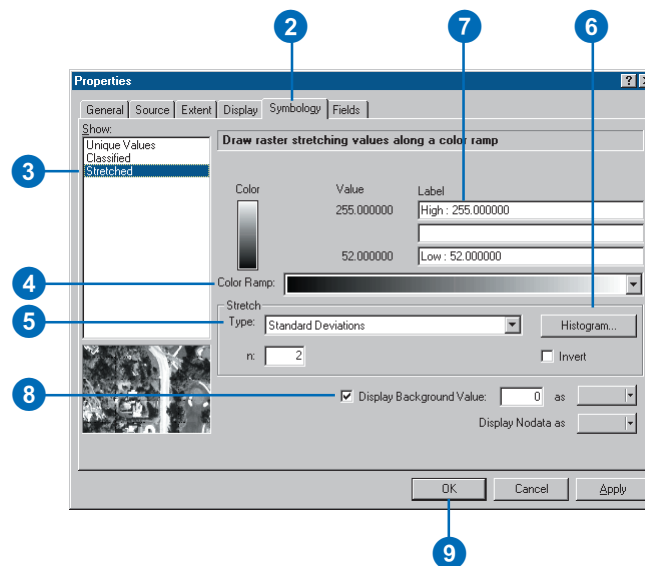 2
7
6
Properties
?
General Source Extent Display Symbology Fields
Show:
Unique Values
Classified
Stretched
3
Draw raster stretching values along a color ramp
Color Value Label
255.000000 High : 255.000000
52.000000 Low : 52.000000
4
Color Ramp:
Stretch
5
Type: Standard Deviations Histogram...
n: 2 Invert
8
Display Background Value: 0 as
Display Nodata as
OK Cancel Apply
9